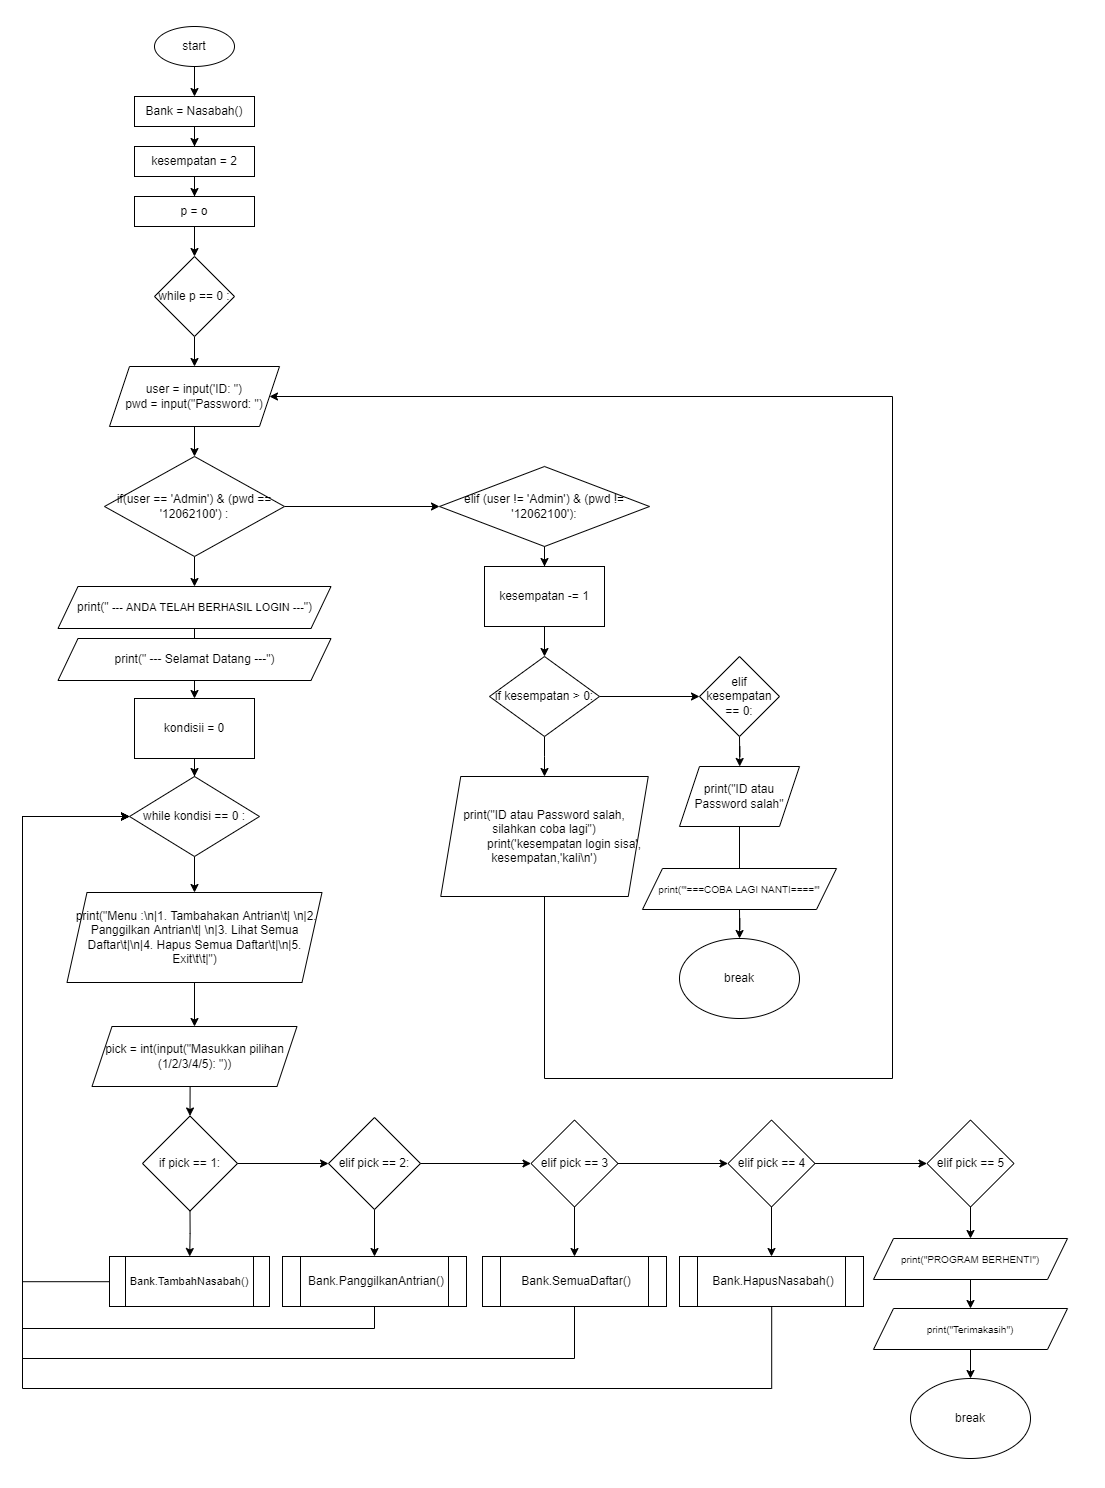 start
Bank = Nasabah()
kesempatan = 2
p = o
while p == 0 :
user = input('ID: ")
pwd = input("Password: ")
if(user == 'Admin') & (pwd ==
'12062100') :
elif (user != 'Admin') & (pwd !=
'12062100'):
print(" --- ANDA TELAH BERHASIL LOGIN ---")
print(" --- Selamat Datang ---")
kondisii = 0
while kondisi == 0 :
print("Menu :\n|1. Tambahakan Antrian\t| \n|2.
Panggilkan Antrian\t| \n|3. Lihat Semua
Daftar\t|\n|4. Hapus Semua Daftar\t|\n|5.
Exit\t\t|")
pick = int(input("Masukkan pilihan
(1/2/3/4/5): "))
kesempatan -= 1
if kesempatan > 0:
elif
kesempatan
== 0:
print("ID atau Password salah,
silahkan coba lagi")
print('kesempatan login sisa',
kesempatan,'kali\n')
print("ID atau
Password salah"
print("'===COBA LAGI NANTI===='"
break
if pick == 1:
elif pick == 2:
elif pick == 3
elif pick == 4
elif pick == 5
Bank.TambahNasabah()
Bank.PanggilkanAntrian()
Bank.SemuaDaftar()
Bank.HapusNasabah()
print("PROGRAM BERHENTI")
print("Terimakasih")
break